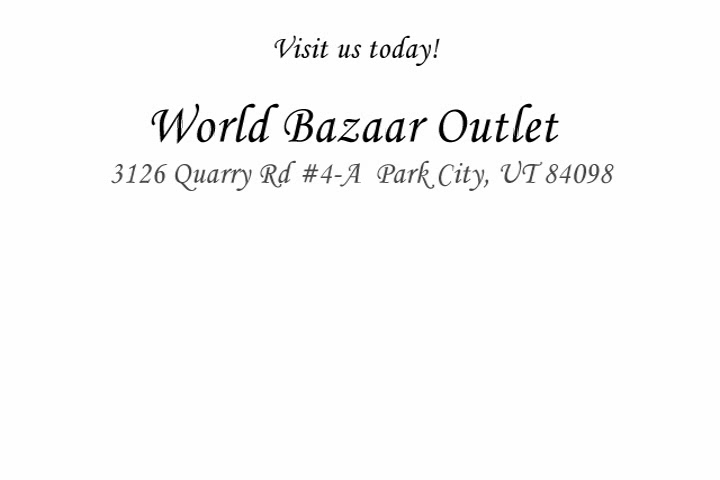 Visit us today!
World Bazaar Outlet
3126 Quarry Rd #4-A Park City, UT 84098